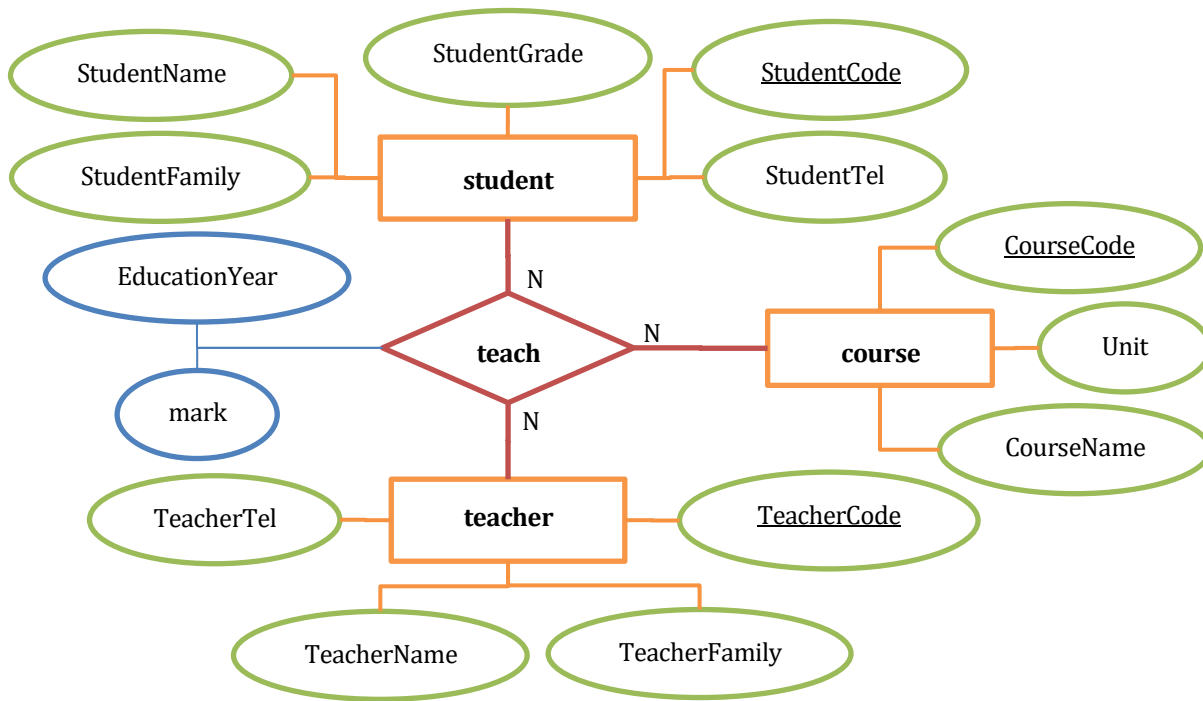 StudentName
StudentGrade
StudentCode
StudentFamily
student
StudentTel
EducationYear
N
CourseCode
teach
N
course
Unit
mark
N
CourseName
TeacherTel
teacher
TeacherCode
TeacherName
TeacherFamily